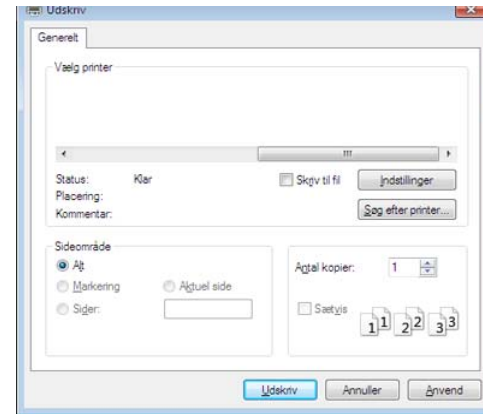 Udskriv
Generelt
Vælg printer
Status: Klar
Skriv til fil
Indstillinger
Placering:
Kommentar:
Søg efter printer...
Sideområde
Alt
Markering
Aktuel side
Sider:
Antal kopier: 1
Sætvis
1 1 2 2 3 3
Udskriv
Annuller
Anvend